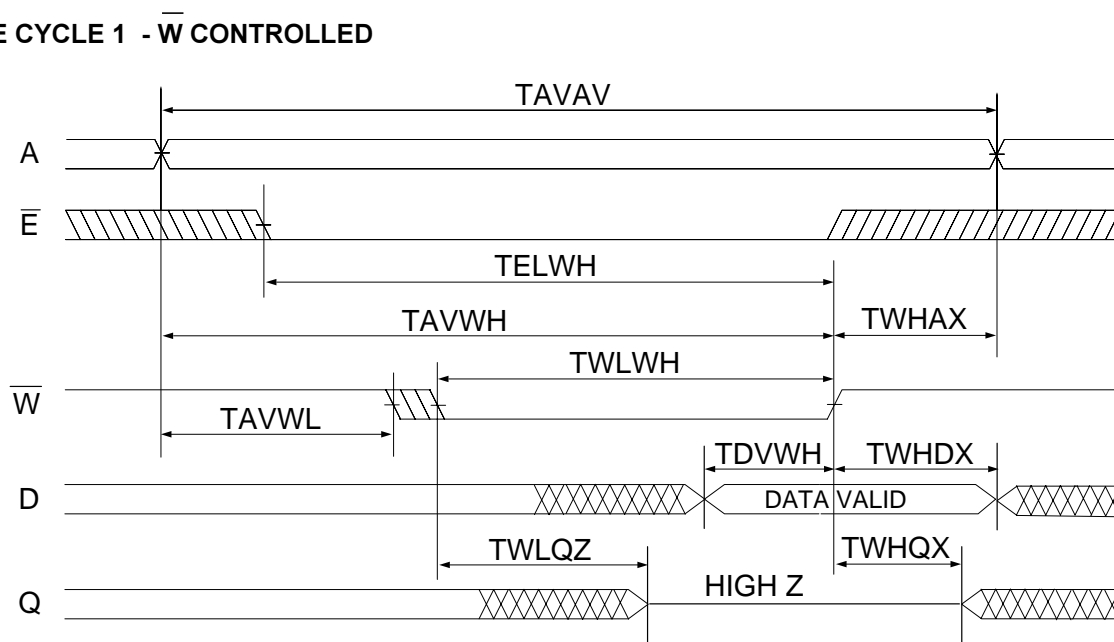 E CYCLE 1 - W̅ CONTROLLED
TAVAV
A
E̅
TELWH
TAVWH
TWHAX
TWLWH
W̅
TAVWL
TDVWH
TWHDX
D
DATA VALID
TWLQZ
TWHQX
Q
HIGH Z